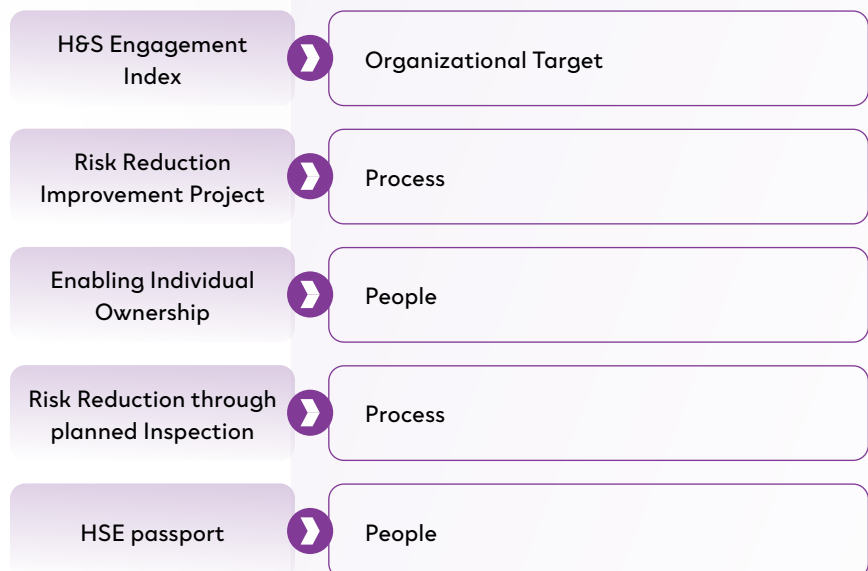 H&S Engagement
Index
Organizational Target
Risk Reduction
Improvement Project
Process
Enabling Individual
Ownership
People
Risk Reduction through
planned Inspection
Process
HSE passport
People